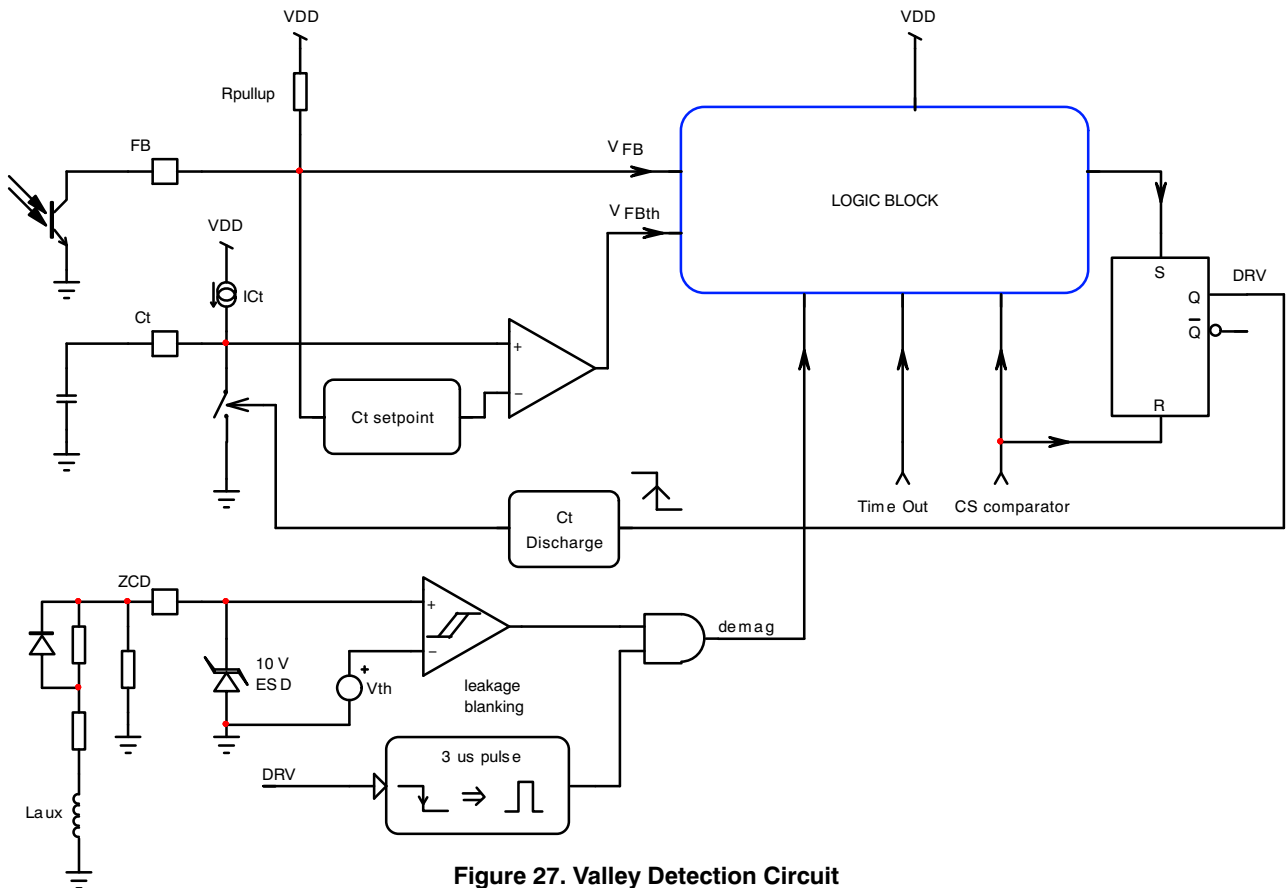 VDD
VDD
Rpullup
FB
V FB
LOGIC BLOCK
V FBth
VDD
ICt
Ct
S
DRV
Q
Q
+
−
R
Ct setpoint
Time Out
CS comparator
Ct
Discharge
ZCD
+
−
demag
10 V
ESD
+
Vth
leakage
blanking
3 us pulse
DRV
⇒
Laux
Figure 27. Valley Detection Circuit